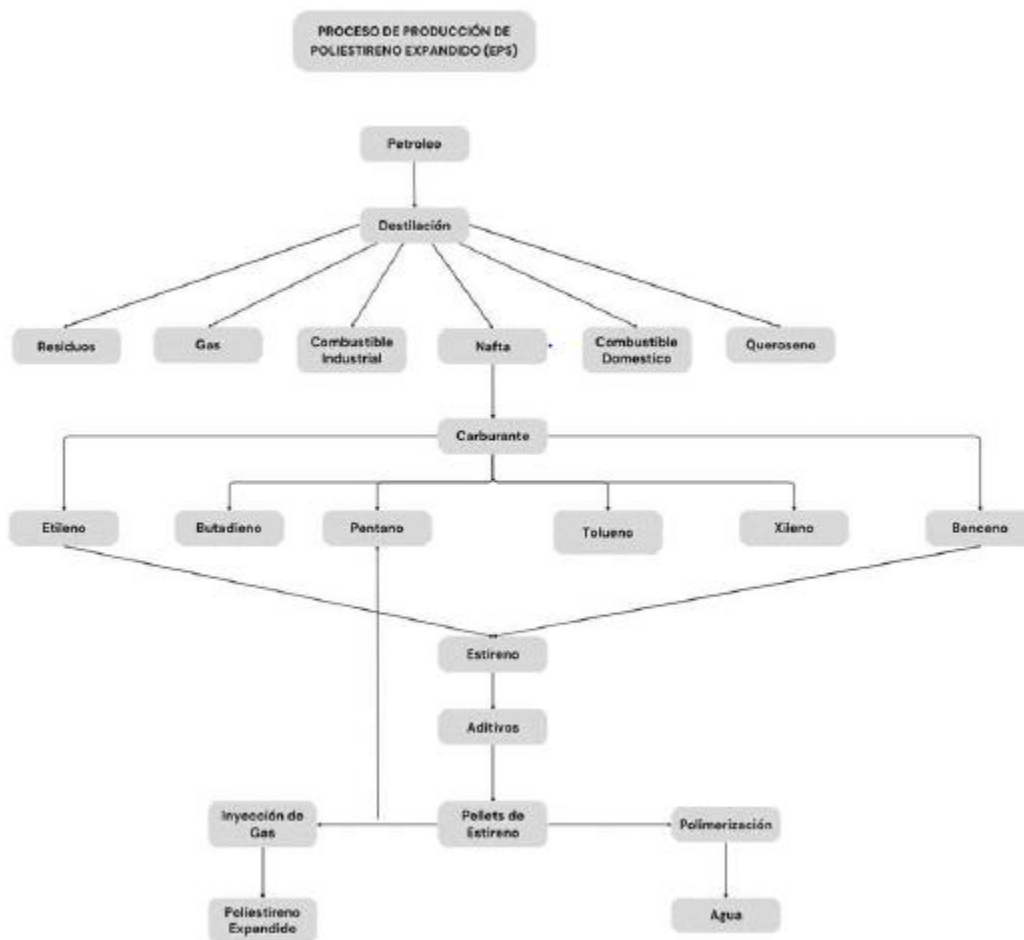 PROCESO DE PRODUCCIÓN DE
POLIESTIRENO EXPANDIDO (EPS)
Petroleo
Destilación
Residuos
Gas
Combustible
Industrial
Nafta
Combustible
Domestico
Queroseno
Carburante
Etileno
Butadieno
Pentano
Tolueno
Xileno
Benceno
Estireno
Aditivos
Inyección de
Gas
Pellets de
Estireno
Polimerización
Poliestireno
Expandido
Agua